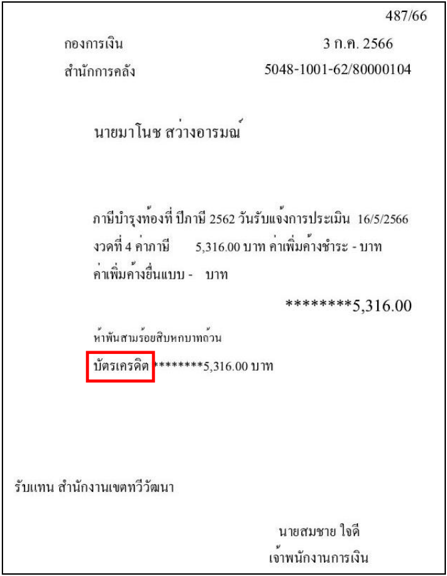 487/66
กองการเงิน 3 ก.ค. 2566
สำนักการคลัง 5048-1001-62/80000104
นายมาโนช สว่างอารมณ์
ภาษีบำรุงท้องที่ ปีภาษี 2562 วันรับแจ้งการประเมิน 16/5/2566
งวดที่ 4 ค่าภาษี 5,316.00 บาท ค่าเพิ่มค้างชำระ - บาท
ค่าเพิ่มค้างยื่นแบบ - บาท
********5,316.00
ห้าพันสามร้อยสิบหกบาทถ้วน
บัตรเครดิต ********5,316.00 บาท
รับแทน สำนักงานเขตทวีวัฒนา
นายสมชาย ใจดี
เจ้าพนักงานการเงิน